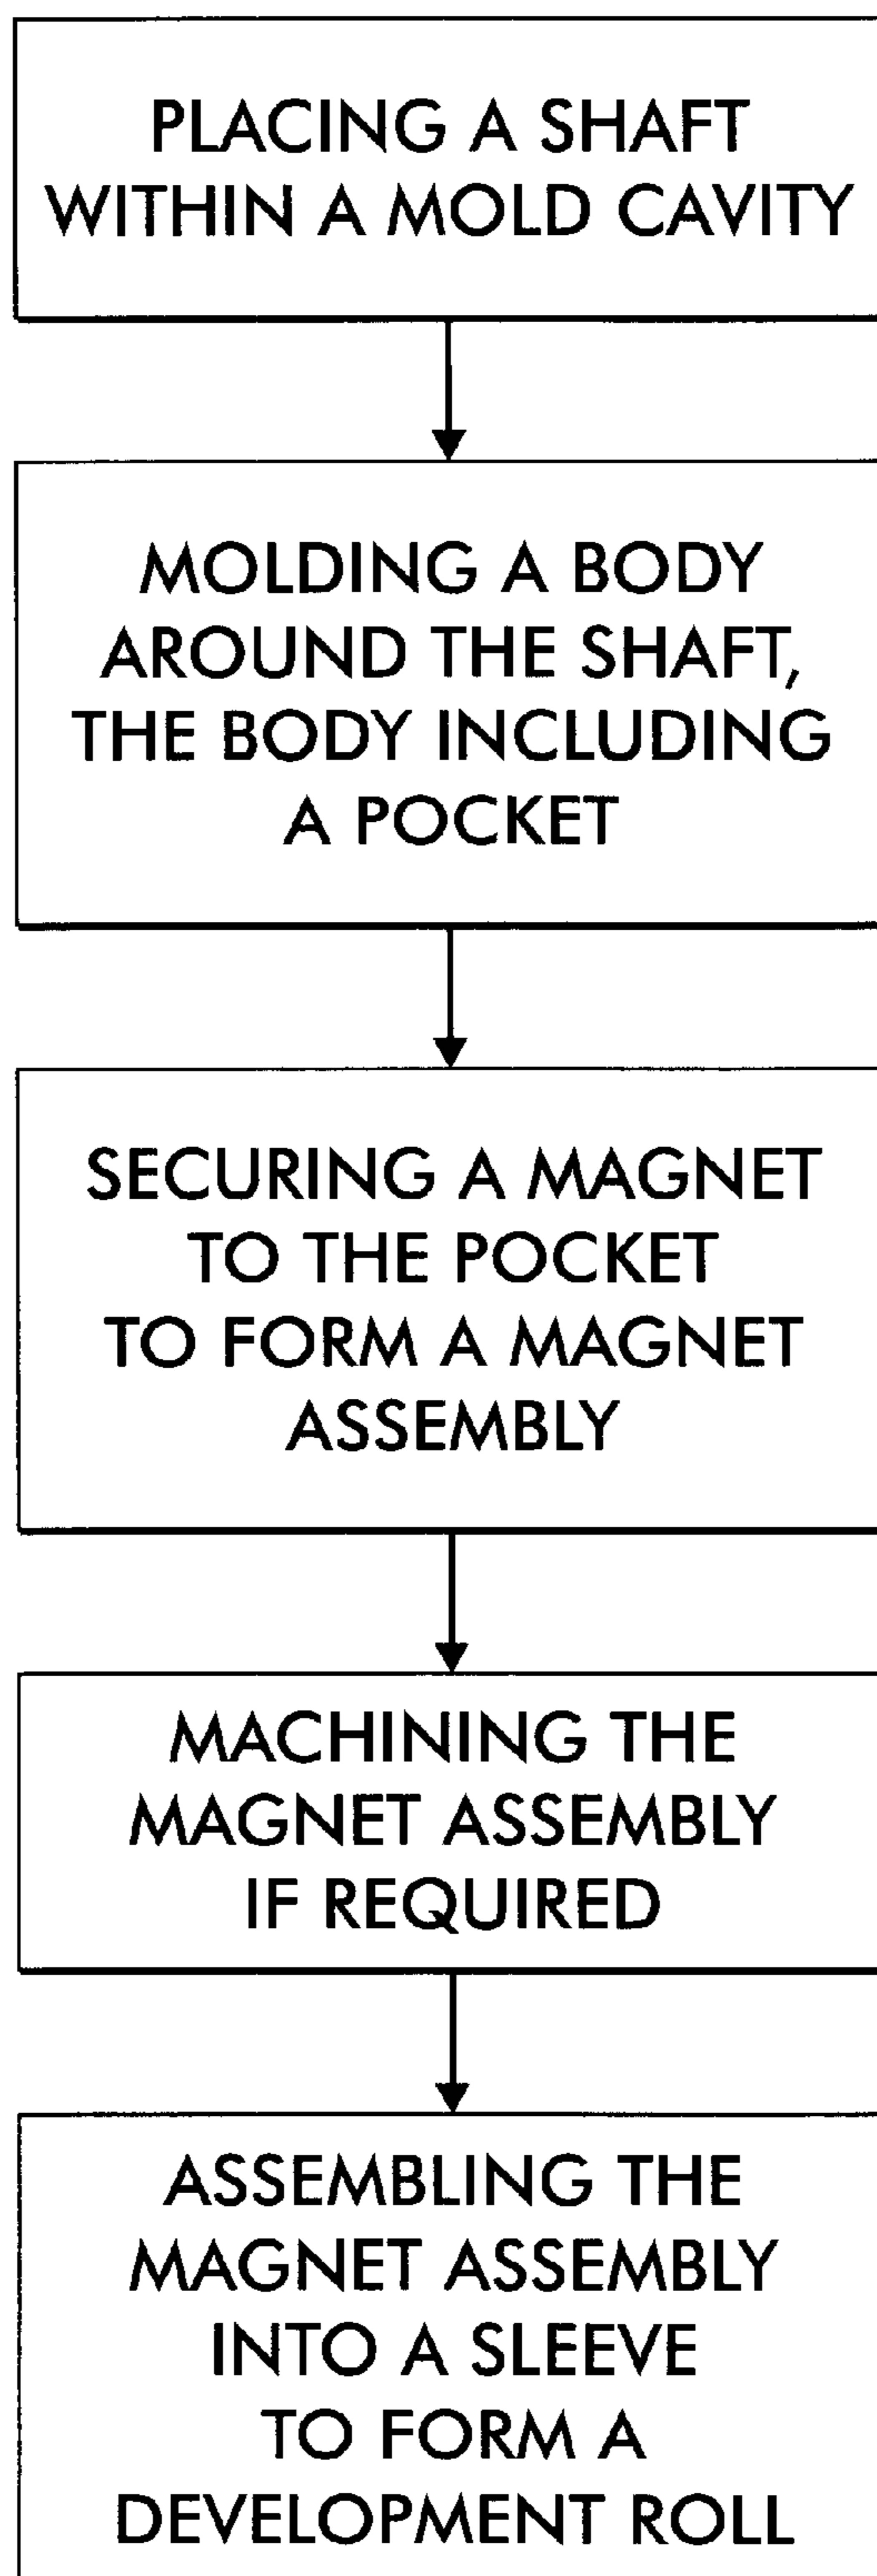 PLACING A SHAFT
WITHIN A MOLD CAVITY
MOLDING A BODY
AROUND THE SHAFT,
THE BODY INCLUDING
A POCKET
SECURING A MAGNET
TO THE POCKET
TO FORM A MAGNET
ASSEMBLY
MACHINING THE
MAGNET ASSEMBLY
IF REQUIRED
ASSEMBLING THE
MAGNET ASSEMBLY
INTO A SLEEVE
TO FORM A
DEVELOPMENT ROLL